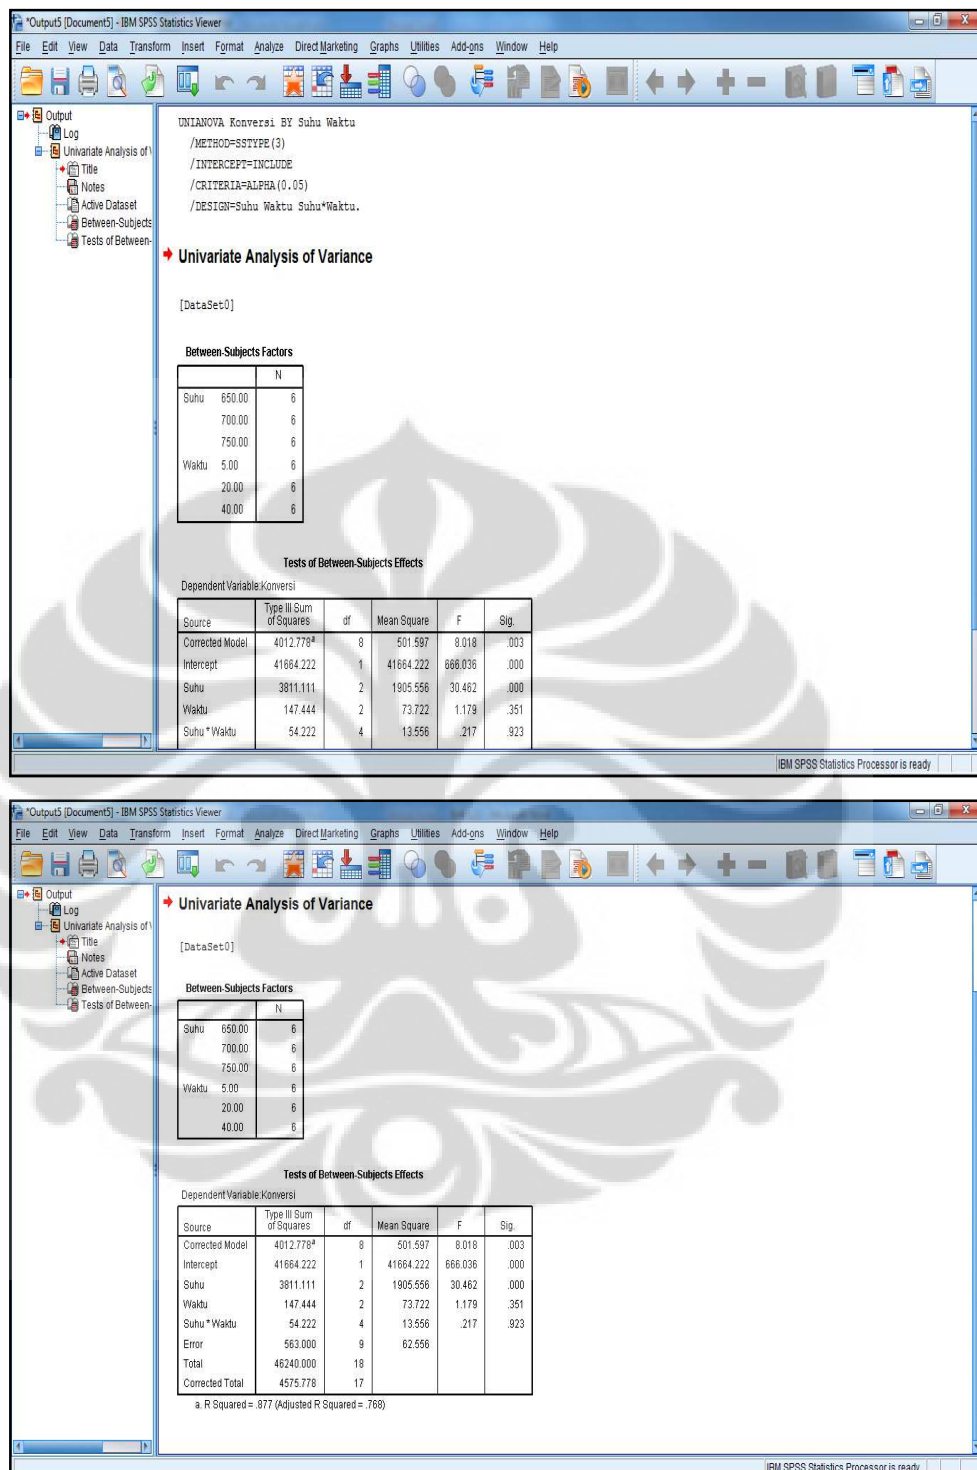 *Output5 [Document5] - IBM SPSS Statistics Viewer
File Edit View Data Transform Insert Format Analyze Direct Marketing Graphs Utilities Add-ons Window Help
Output
Log
Univariate Analysis of V
Title
Notes
Active Dataset
Between-Subjects
Tests of Between-
UNIANOVA Konversi BY Suhu Waktu
/METHOD=SSTYPE(3)
/INTERCEPT=INCLUDE
/CRITERIA=ALPHA(0.05)
/DESIGN=Suhu Waktu Suhu*Waktu.
Univariate Analysis of Variance
[DataSet0]
Between-Subjects Factors
N
Suhu 650.00 6
700.00 6
750.00 6
Waktu 5.00 6
20.00 6
40.00 6
Tests of Between-Subjects Effects
Dependent Variable:Konversi
Source Type III Sum of Squares df Mean Square F Sig.
Corrected Model 4012.778a 8 501.597 8.018 .003
Intercept 41664.222 1 41664.222 666.036 .000
Suhu 3811.111 2 1905.556 30.462 .000
Waktu 147.444 2 73.722 1.179 .351
Suhu * Waktu 54.222 4 13.556 .217 .923
IBM SPSS Statistics Processor is ready
*Output5 [Document5] - IBM SPSS Statistics Viewer
File Edit View Data Transform Insert Format Analyze Direct Marketing Graphs Utilities Add-ons Window Help
Output
Log
Univariate Analysis of V
Title
Notes
Active Dataset
Between-Subjects
Tests of Between-
Univariate Analysis of Variance
[DataSet0]
Between-Subjects Factors
N
Suhu 650.00 6
700.00 6
750.00 6
Waktu 5.00 6
20.00 6
40.00 6
Tests of Between-Subjects Effects
Dependent Variable:Konversi
Source Type III Sum of Squares df Mean Square F Sig.
Corrected Model 4012.778a 8 501.597 8.018 .003
Intercept 41664.222 1 41664.222 666.036 .000
Suhu 3811.111 2 1905.556 30.462 .000
Waktu 147.444 2 73.722 1.179 .351
Suhu * Waktu 54.222 4 13.556 .217 .923
Error 563.000 9 62.556
Total 46240.000 18
Corrected Total 4575.778 17
a. R Squared = .877 (Adjusted R Squared = .768)
IBM SPSS Statistics Processor is ready